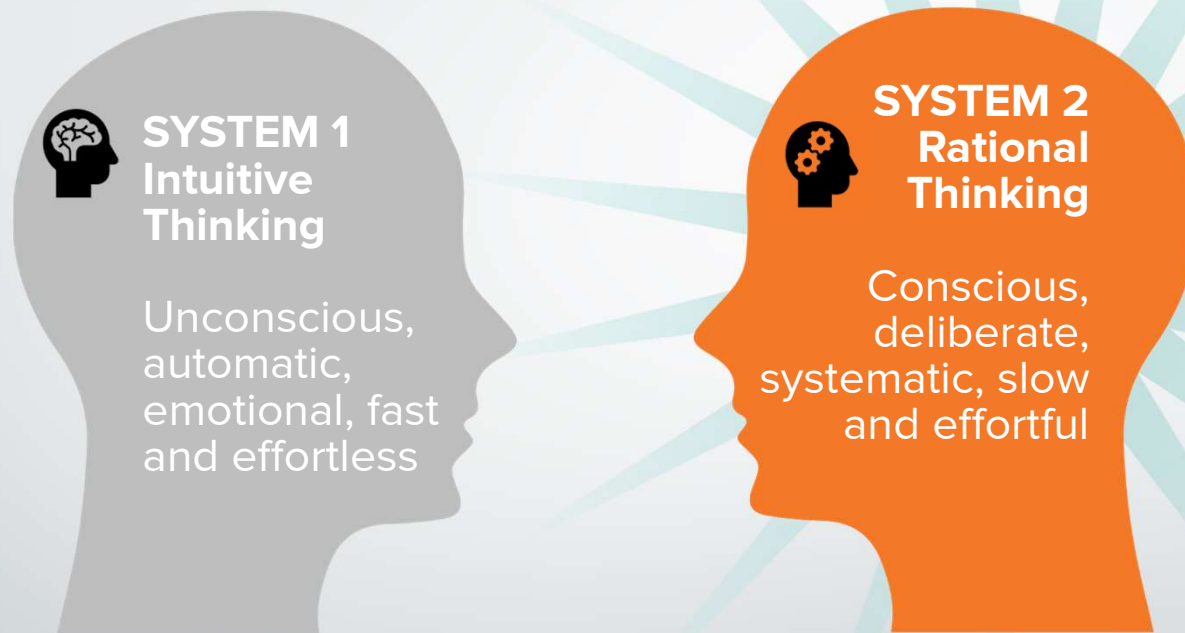 SYSTEM 1
Intuitive
Thinking
Unconscious,
automatic,
emotional, fast
and effortless
SYSTEM 2
Rational
Thinking
Conscious,
deliberate,
systematic, slow
and effortful